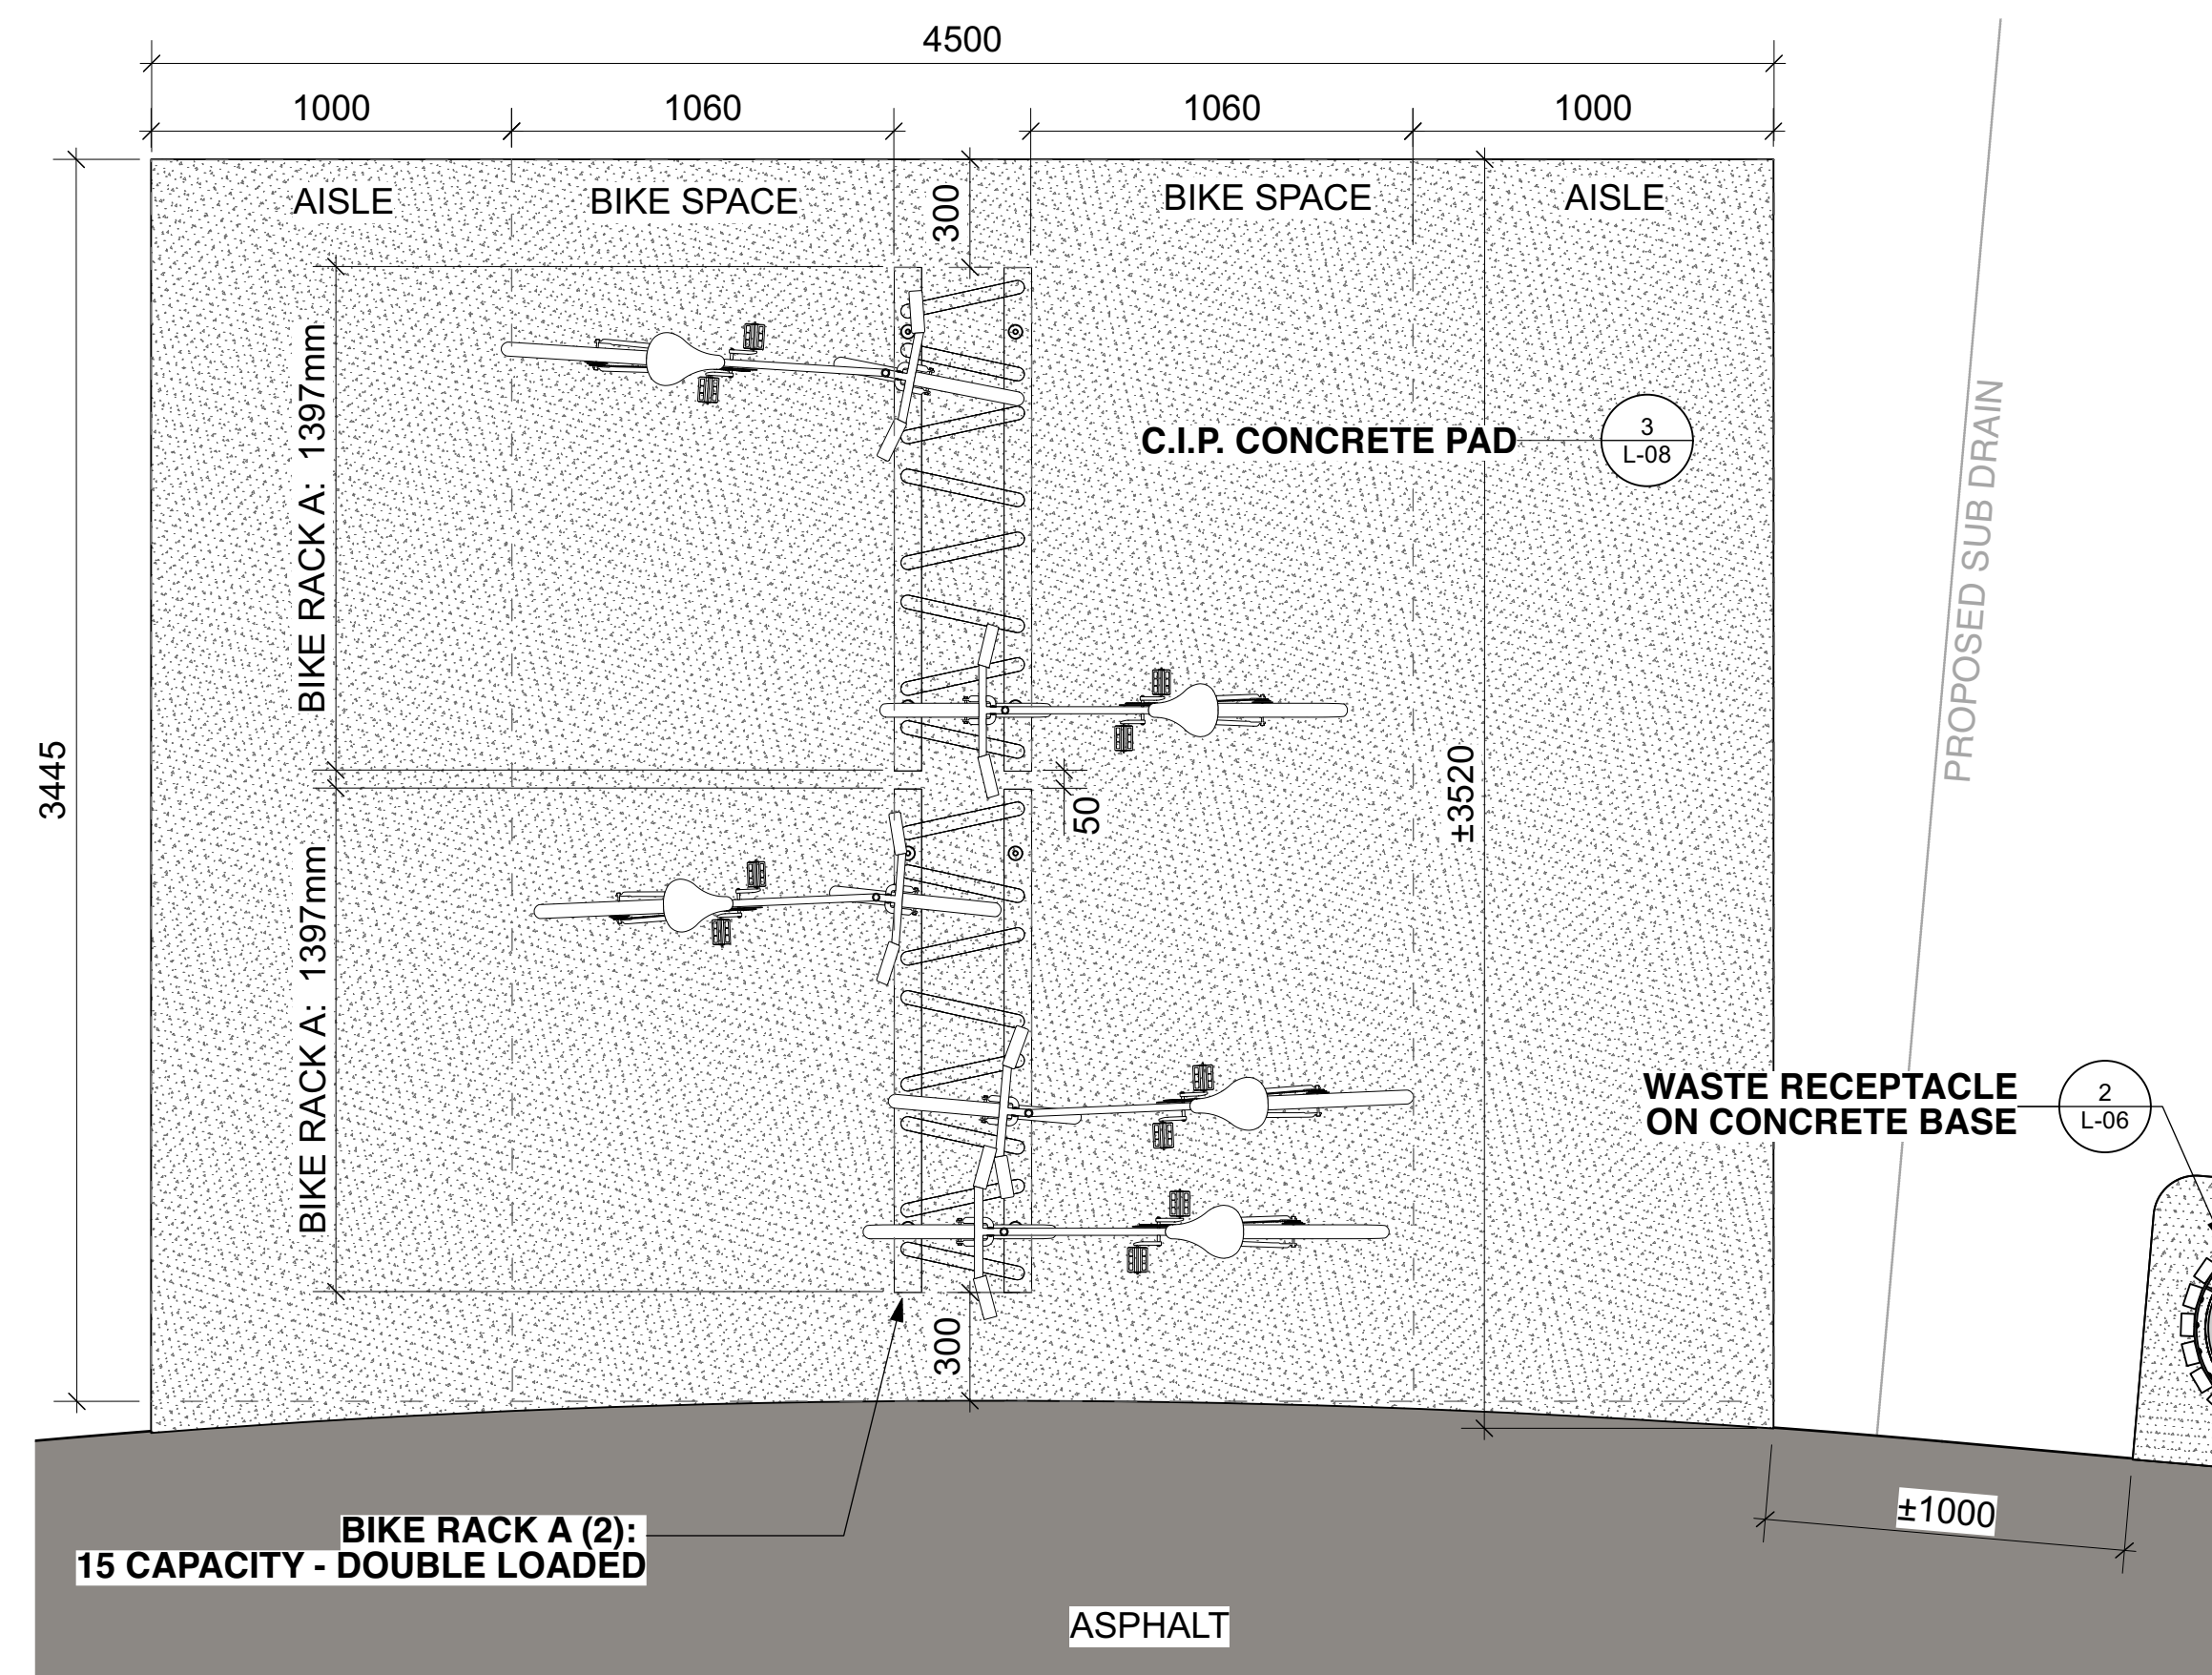 4500
1000
1060
1060
1000
AISLE
BIKE SPACE
300
BIKE SPACE
AISLE
BIKE RACK A: 1397mm
C.I.P. CONCRETE PAD
3
L-08
PROPOSED SUB DRAIN
3445
50
±3520
BIKE RACK A: 1397mm
WASTE RECEPTACLE
ON CONCRETE BASE
2
L-06
300
±1000
BIKE RACK A (2):
15 CAPACITY - DOUBLE LOADED
ASPHALT